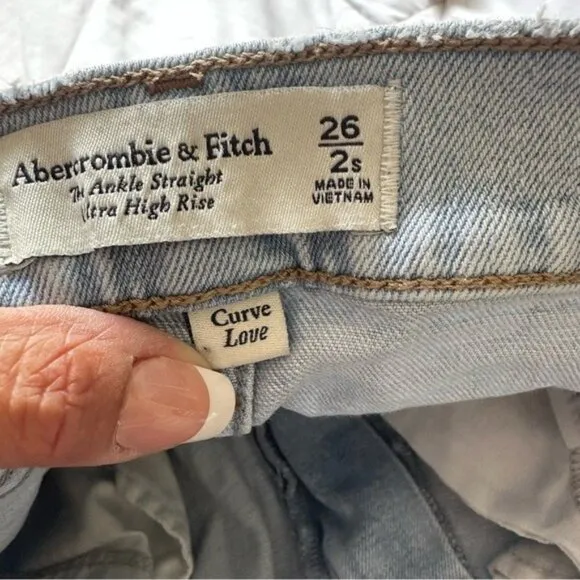 Abercrombie & Fitch
The Ankle Straight
Ultra High Rise
26
2s
MADE IN
VIETNAM
Curve
Love